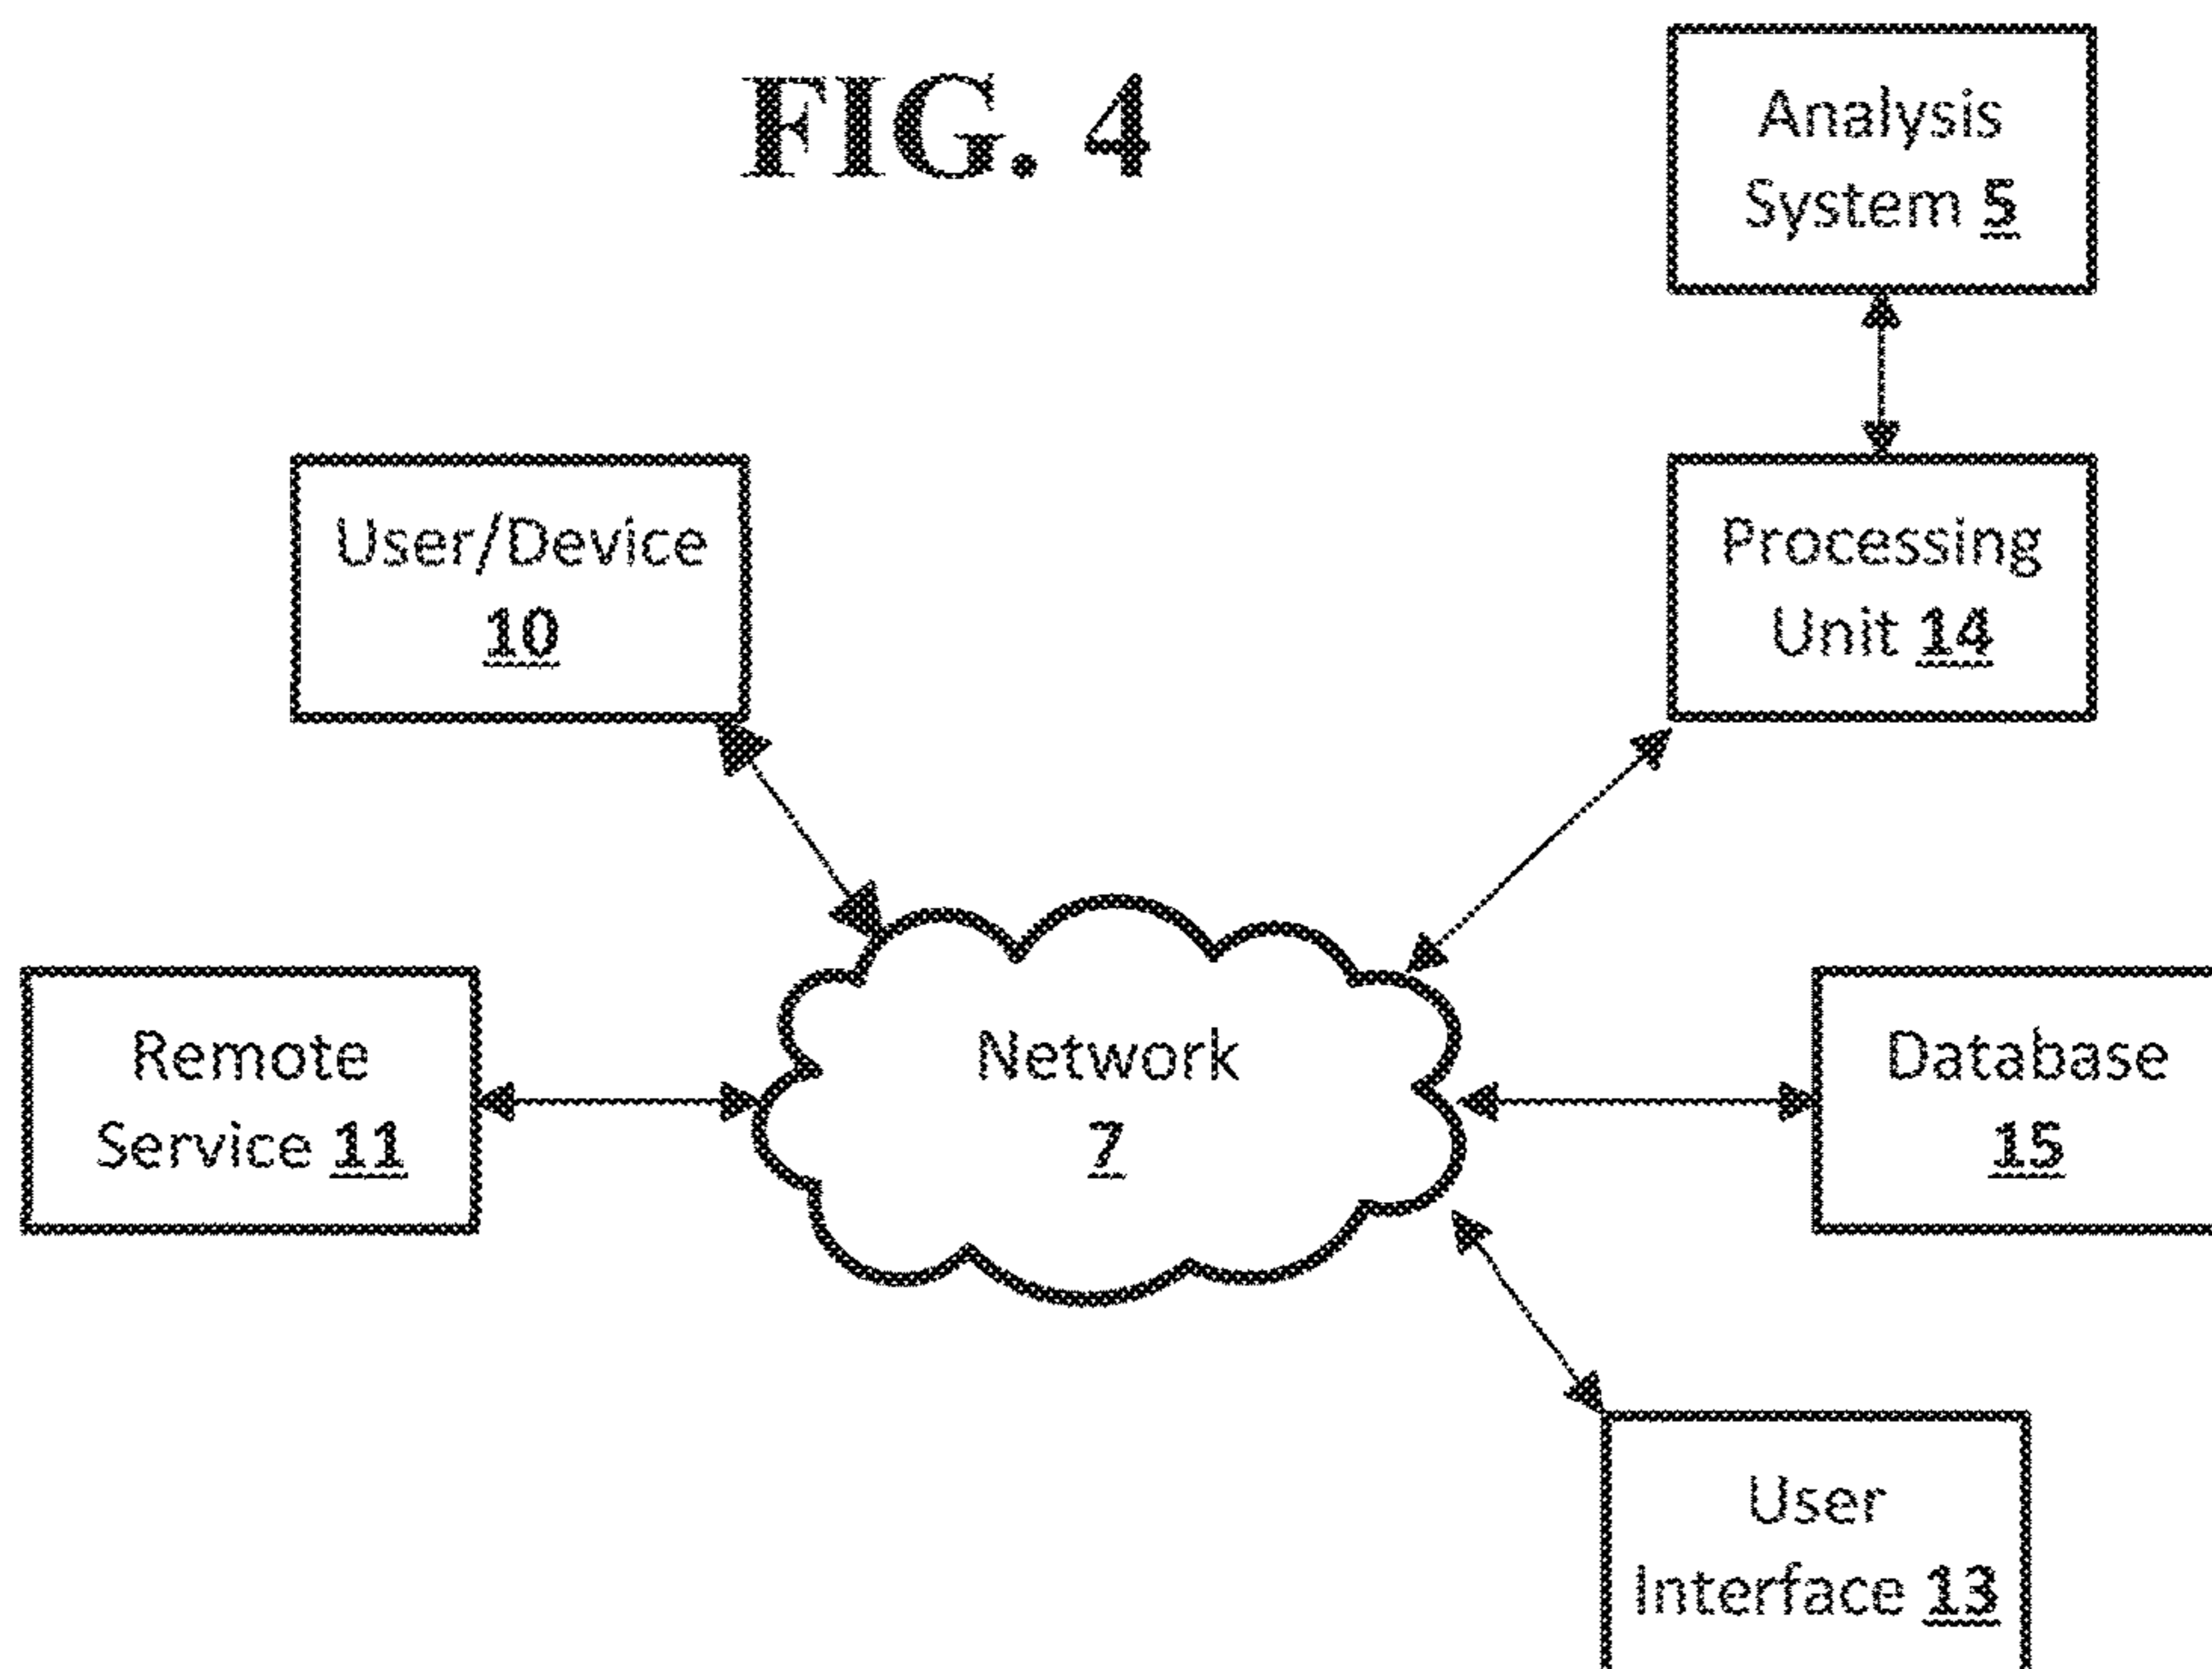 FIG. 4
Analysis
System 5
User/Device
10
Processing
Unit 14
Remote
Service 11
Network
7
Database
15
User
Interface 13